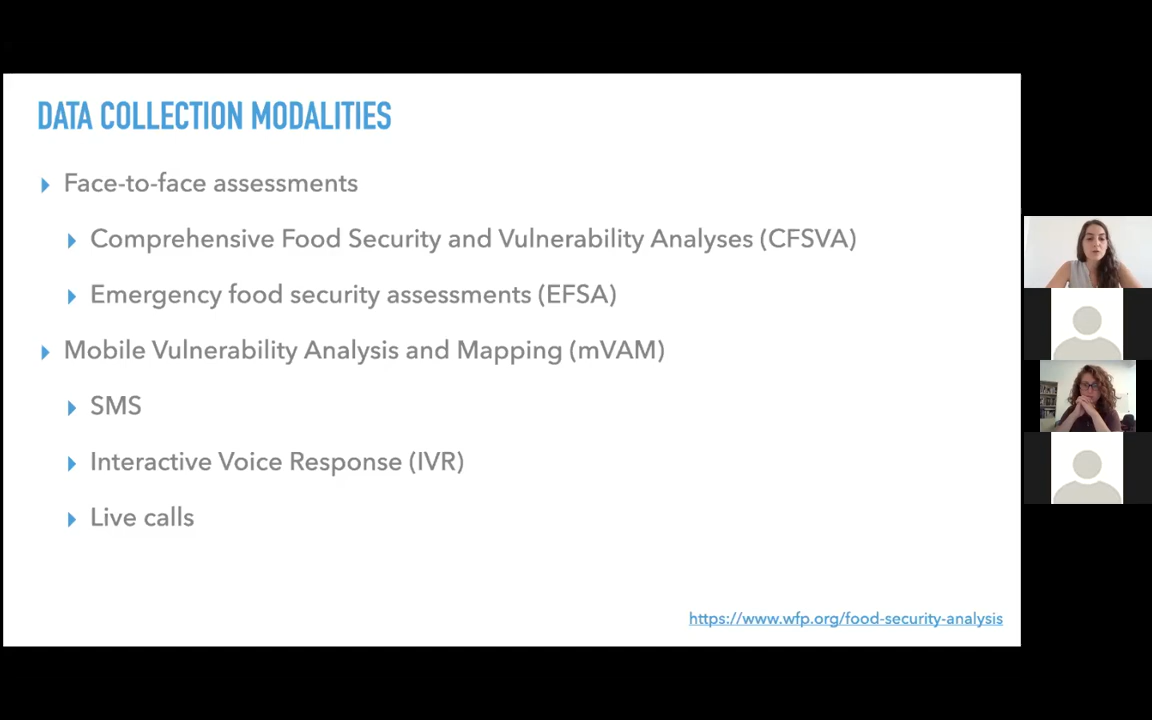 DATA COLLECTION MODALITIES
Face-to-face assessments
Comprehensive Food Security and Vulnerability Analyses (CFSVA)
Emergency food security assessments (EFSA)
Mobile Vulnerability Analysis and Mapping (mVAM)
SMS
Interactive Voice Response (IVR)
Live calls
https://www.wfp.org/food-security-analysis